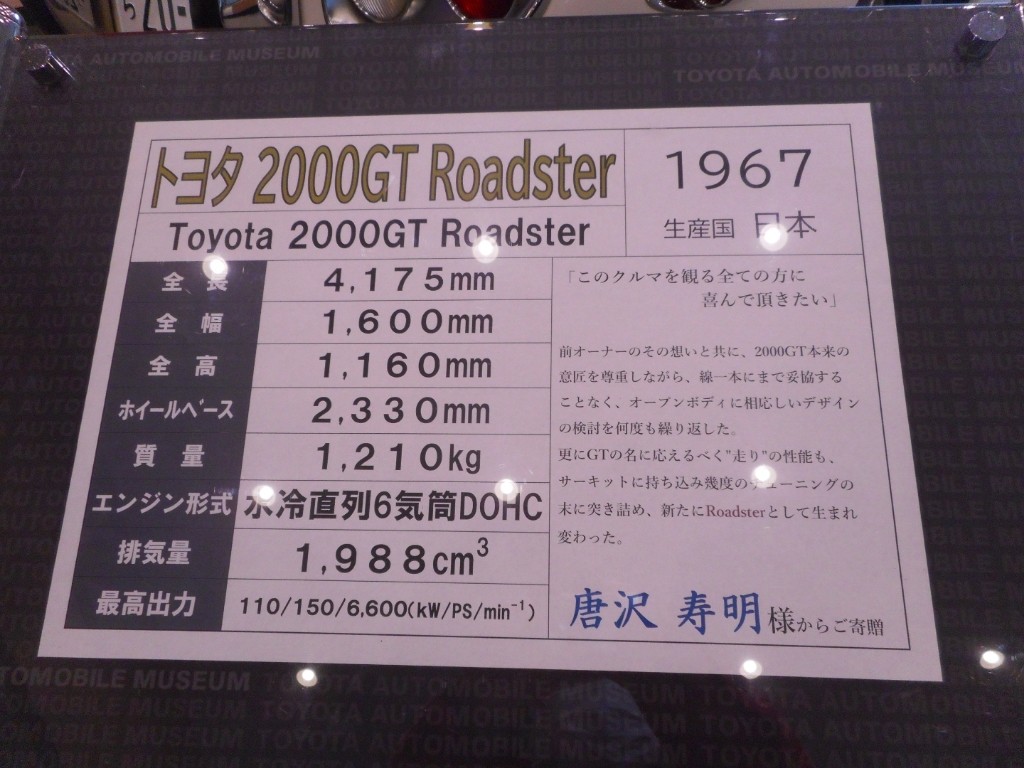 TOYOTA AUTOMOBILE MUSEUM
トヨタ 2000GT Roadster
Toyota 2000GT Roadster
1967
生産国 日本
全長 4,175mm
全幅 1,600mm
全高 1,160mm
ホイールベース 2,330mm
質量 1,210kg
エンジン形式 水冷直列6気筒DOHC
排気量 1,988cm³
最高出力 110/150/6,600(kW/PS/min⁻¹)
「このクルマを観る全ての方に
喜んで頂きたい」
前オーナーのその想いと共に、2000GT本来の
意匠を尊重しながら、線一本にまで妥協する
ことなく、オープンボディに相応しいデザイン
の検討を何度も繰り返した。
更にGTの名に応えるべく"走り"の性能も、
サーキットに持ち込み幾度のチューニングの
末に突き詰め、新たにRoadsterとして生まれ
変わった。
唐沢 寿明様からご寄贈
TOYOTA AUTOMOBILE MUSEUM